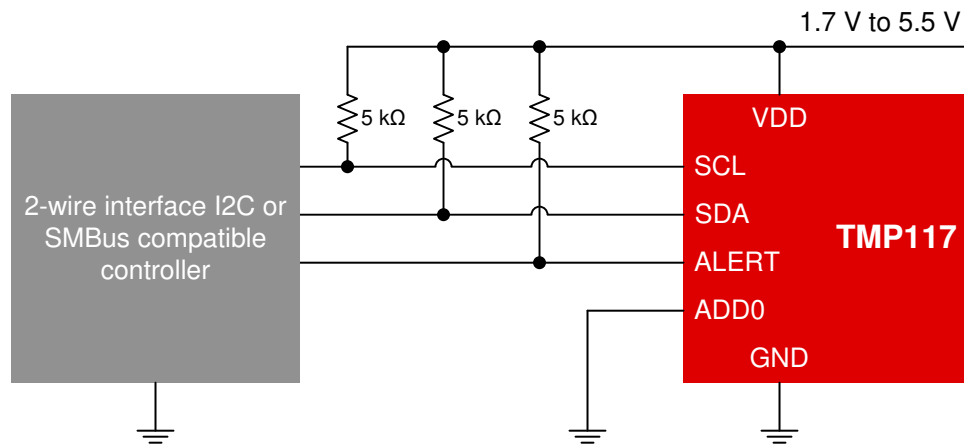 1.7 V to 5.5 V
5 kΩ
5 kΩ
5 kΩ
VDD
SCL
2-wire interface I2C or
SMBus compatible
controller
SDA
TMP117
ALERT
ADD0
GND